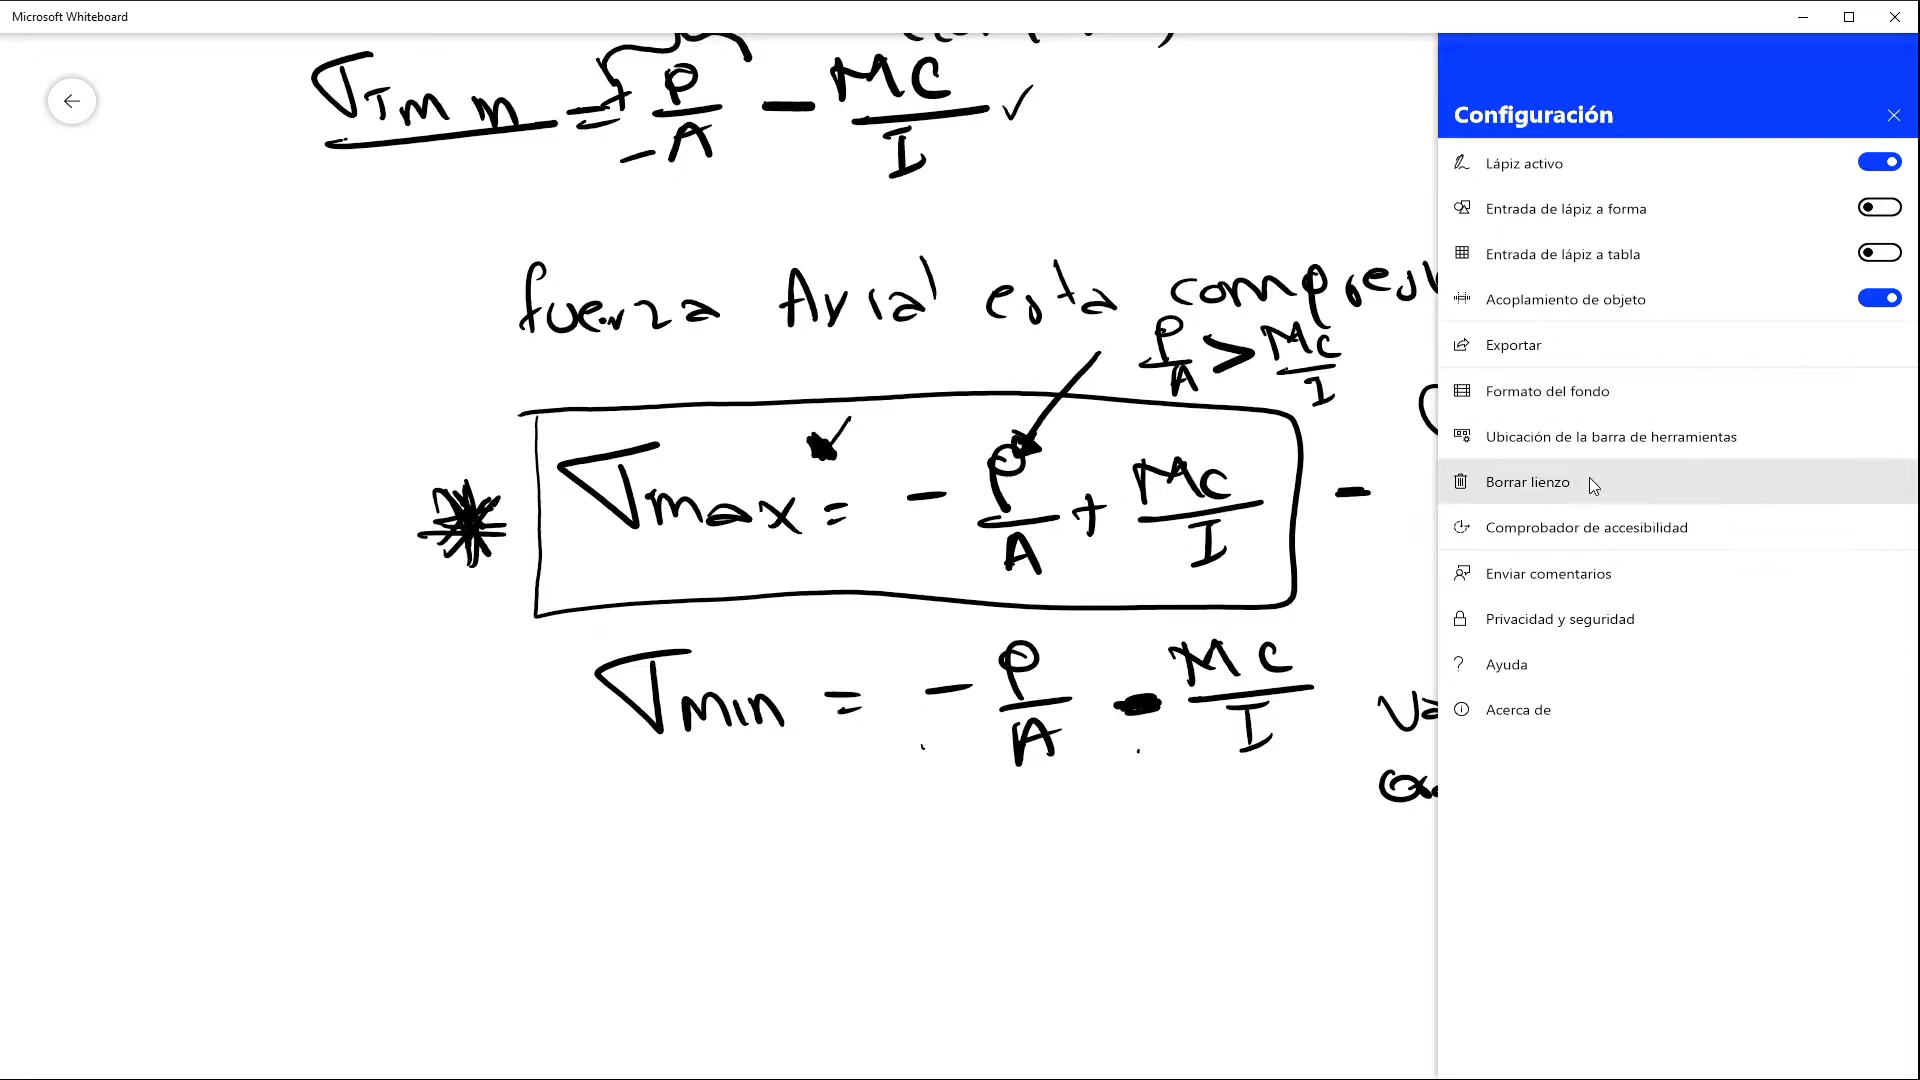 Microsoft Whiteboard
= P/A - MC/I ✓
- 
fuerza Axial esta
P/A > Mc/I
σmax = - P/A + Mc/I -
σmin = - P/A - Mc/I
Configuración
Lápiz activo
Entrada de lápiz a forma
Entrada de lápiz a tabla
Acoplamiento de objeto
Exportar
Formato del fondo
Ubicación de la barra de herramientas
Borrar lienzo
Comprobador de accesibilidad
Enviar comentarios
Privacidad y seguridad
Ayuda
Acerca de